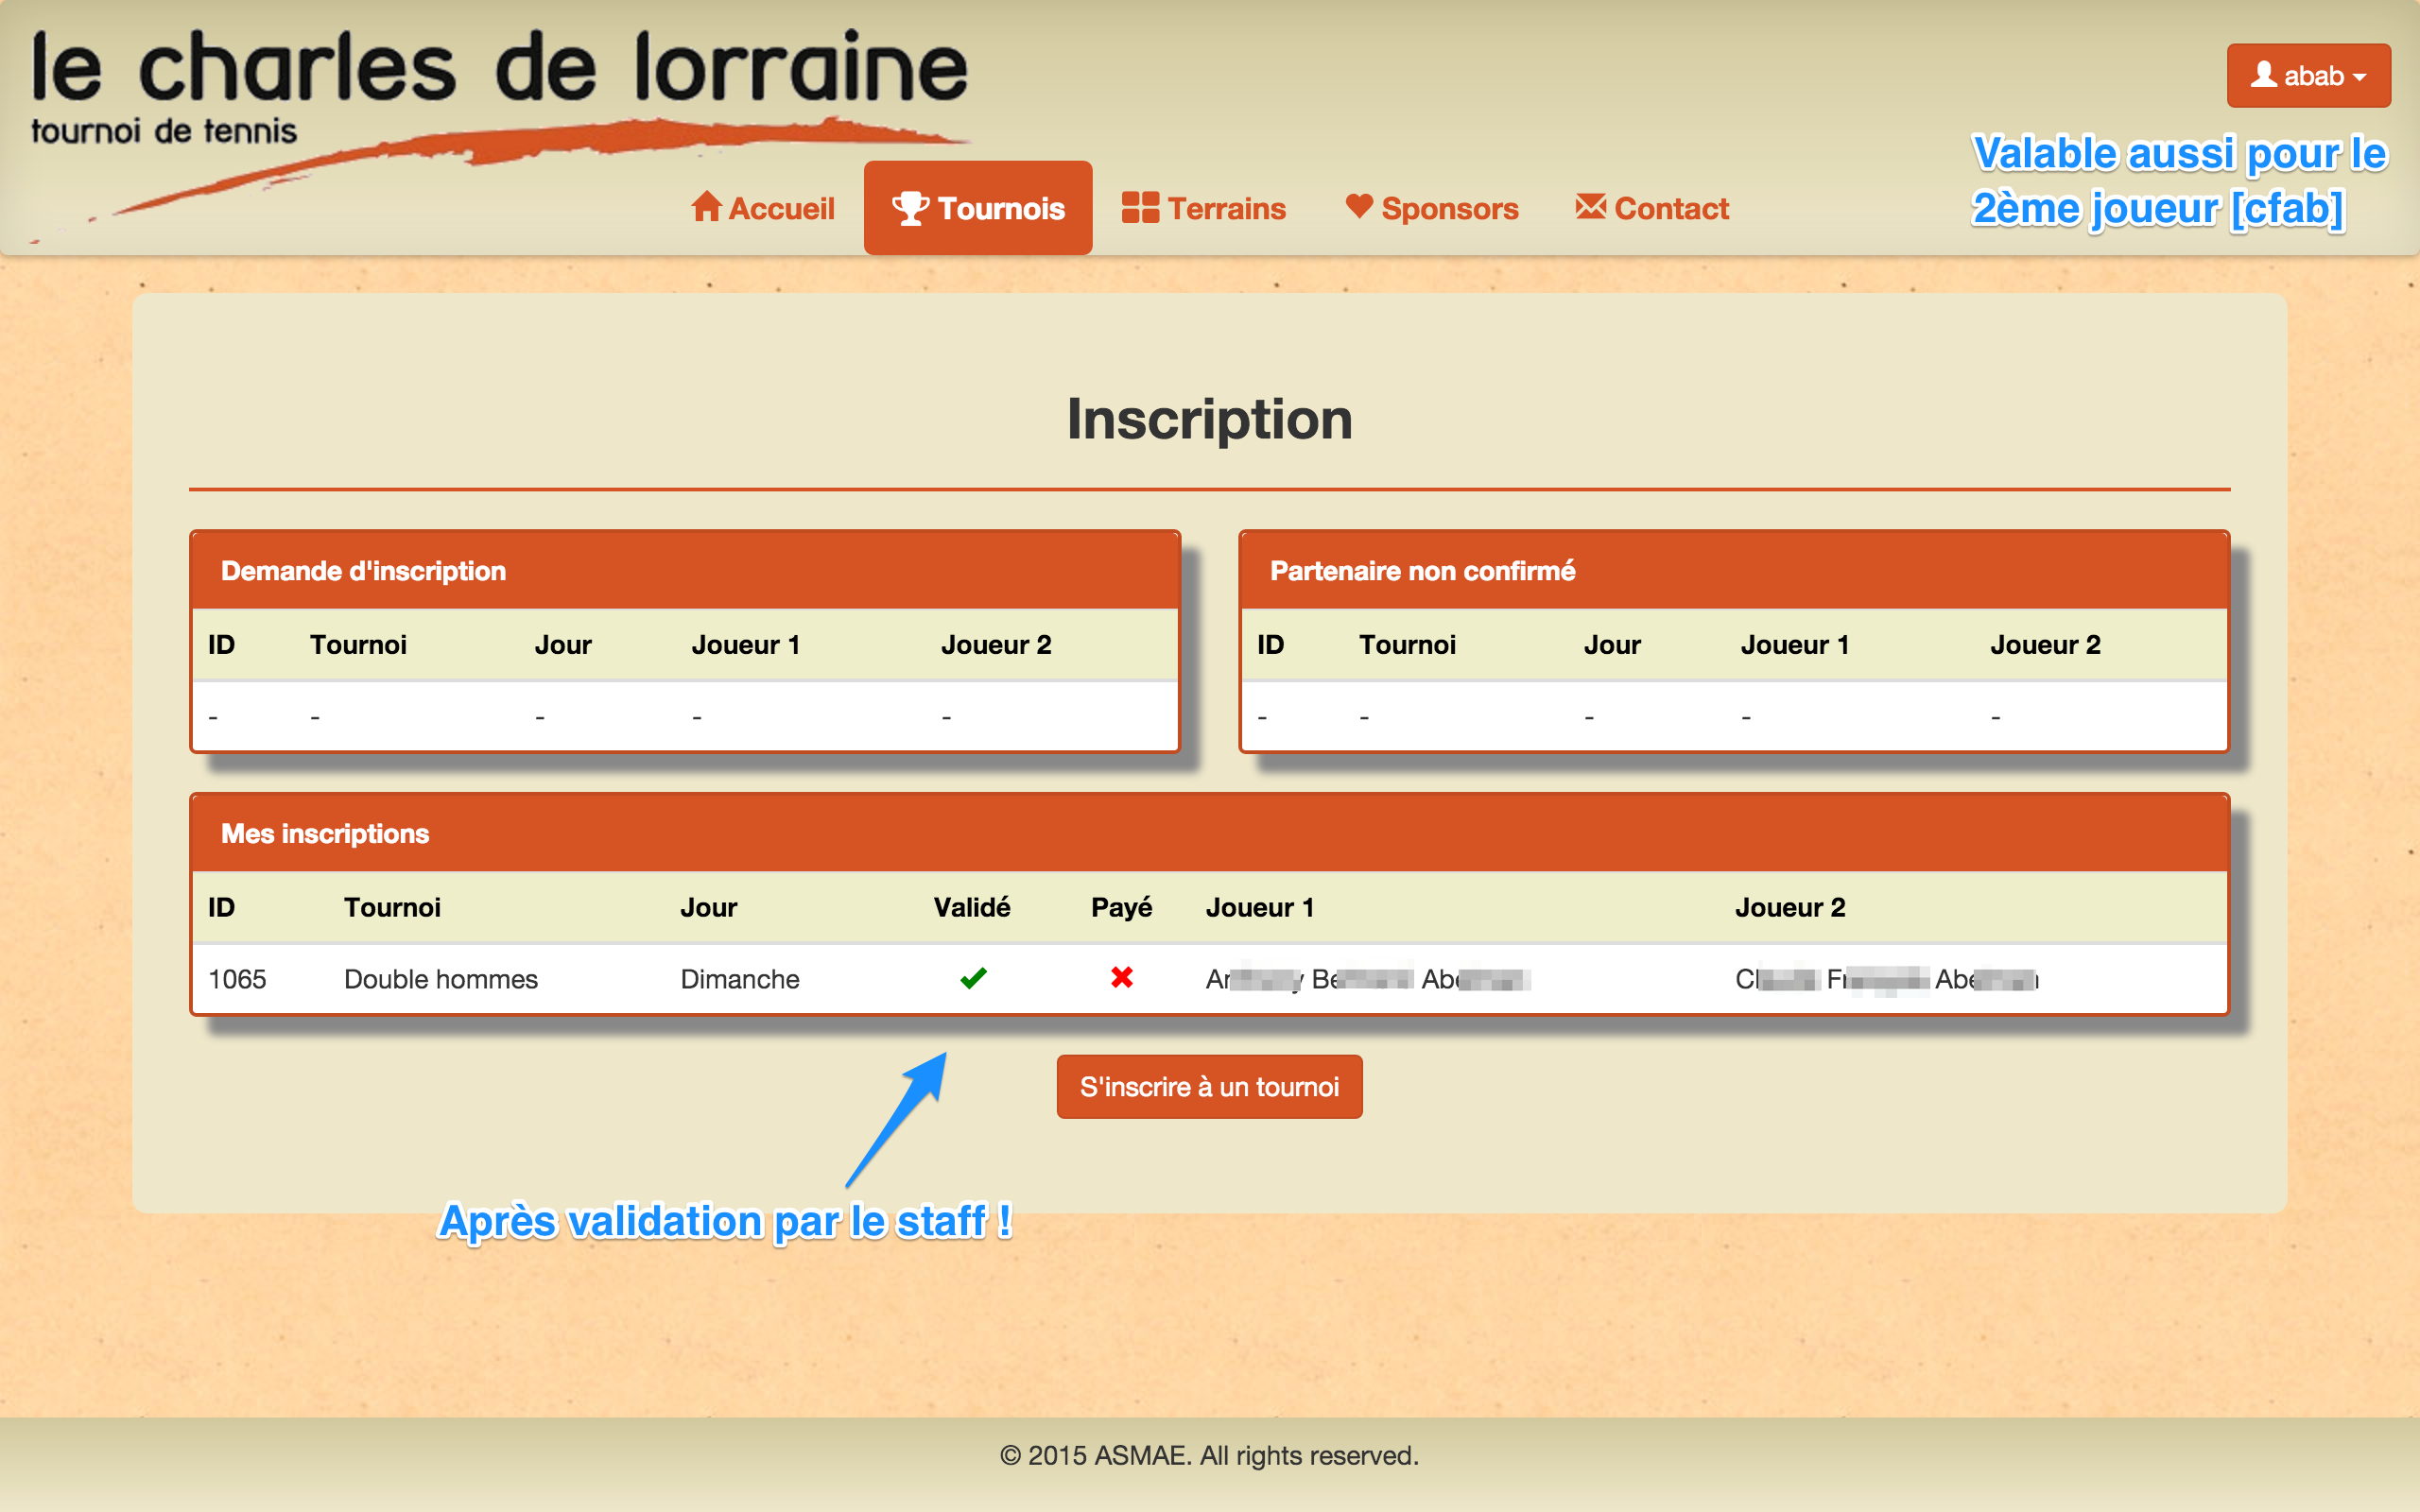 le charles de lorraine
tournoi de tennis
abab
Valable aussi pour le
2ème joueur [cfab]
Accueil Tournois Terrains Sponsors Contact
Inscription
Demande d'inscription
ID Tournoi Jour Joueur 1 Joueur 2
- - - - -
Partenaire non confirmé
ID Tournoi Jour Joueur 1 Joueur 2
- - - - -
Mes inscriptions
ID Tournoi Jour Validé Payé Joueur 1 Joueur 2
1065 Double hommes Dimanche
S'inscrire à un tournoi
Après validation par le staff !
© 2015 ASMAE. All rights reserved.